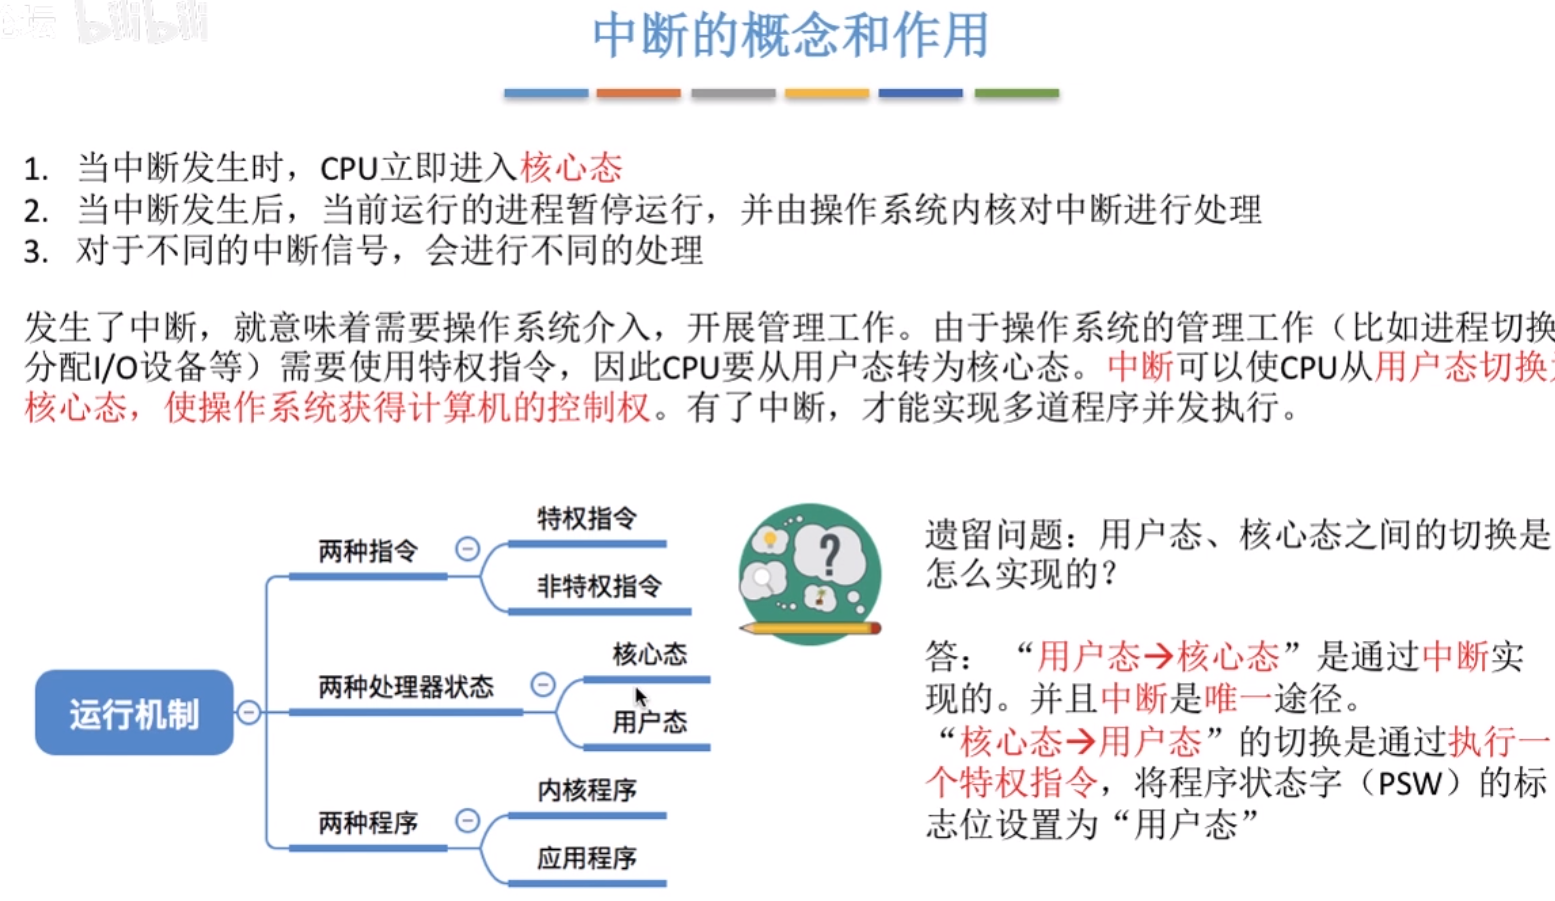 bilibili
中断的概念和作用
1. 当中断发生时，CPU立即进入核心态
2. 当中断发生后，当前运行的进程暂停运行，并由操作系统内核对中断进行处理
3. 对于不同的中断信号，会进行不同的处理
发生了中断，就意味着需要操作系统介入，开展管理工作。由于操作系统的管理工作（比如进程切换
分配I/O设备等）需要使用特权指令，因此CPU要从用户态转为核心态。中断可以使CPU从用户态切换
核心态，使操作系统获得计算机的控制权。有了中断，才能实现多道程序并发执行。
运行机制
两种指令
特权指令
非特权指令
两种处理器状态
核心态
用户态
两种程序
内核程序
应用程序
?
遗留问题：用户态、核心态之间的切换是
怎么实现的？
答： “用户态→核心态”是通过中断实
现的。并且中断是唯一途径。
“核心态→用户态”的切换是通过执行一
个特权指令，将程序状态字（PSW）的标
志位设置为“用户态”